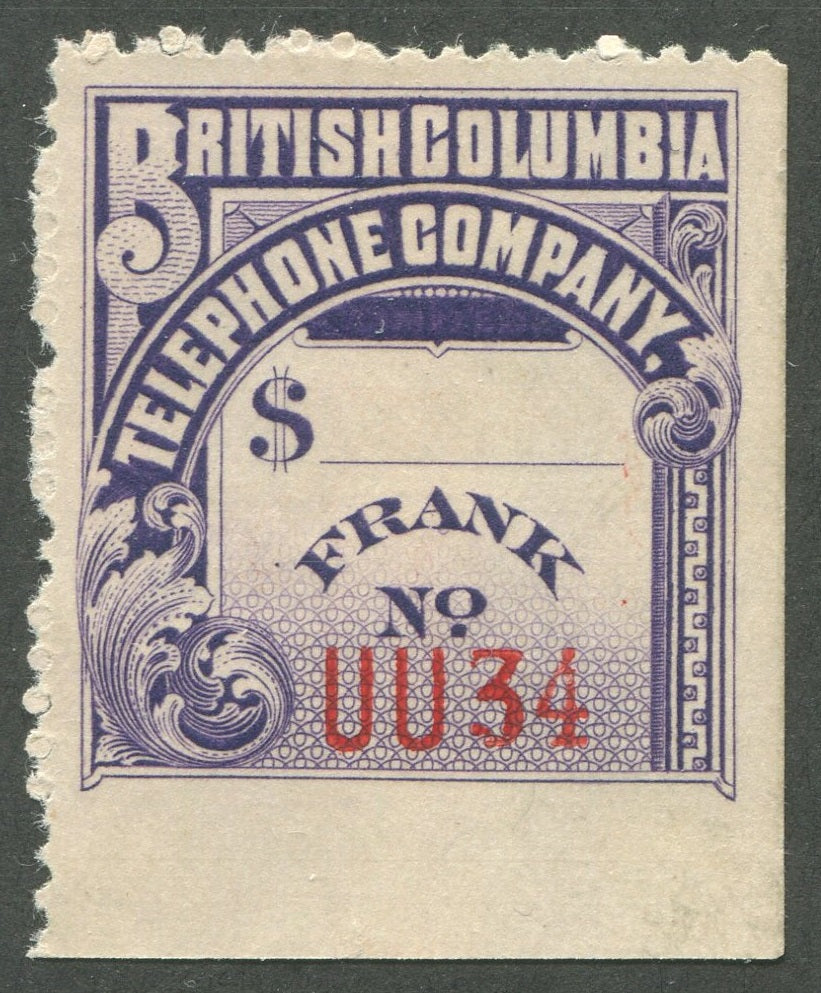 BRITISH COLUMBIA
TELEPHONE COMPANY,
$
FRANK
No
UU34